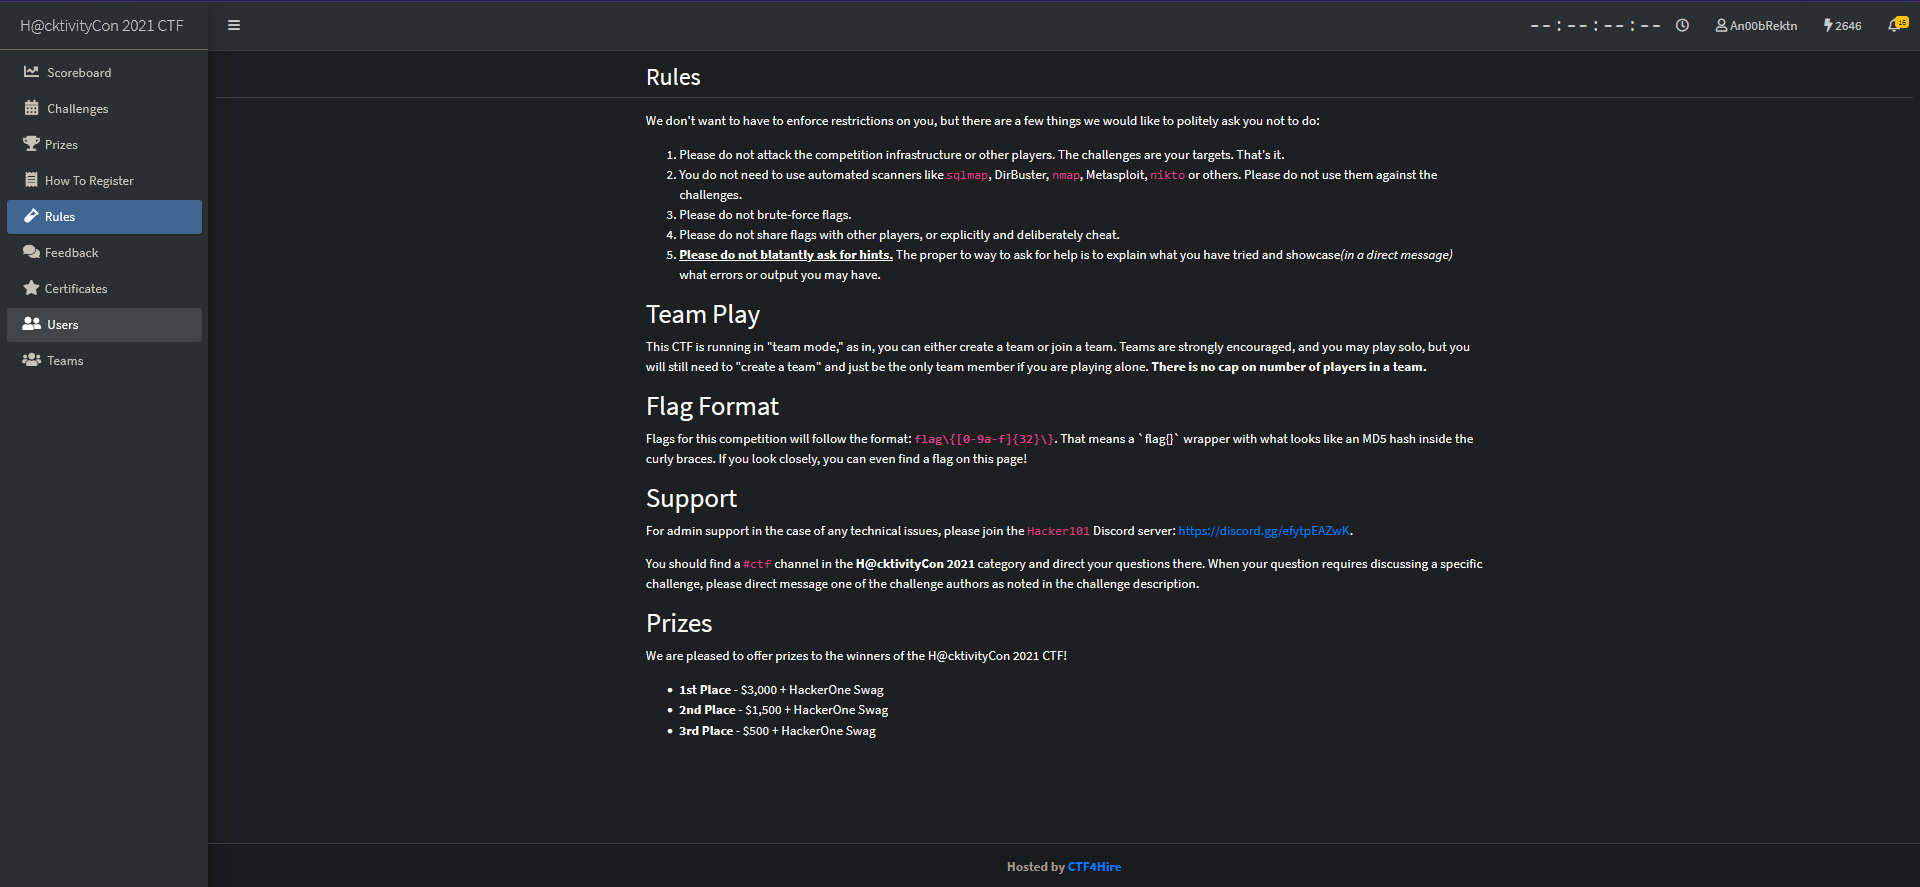 H@cktivityCon 2021 CTF
--:--:--:--
An00bRektn
2646
10
Scoreboard
Challenges
Prizes
How To Register
Rules
Feedback
Certificates
Users
Teams
Rules
We don't want to have to enforce restrictions on you, but there are a few things we would like to politely ask you not to do:
1. Please do not attack the competition infrastructure or other players. The challenges are your targets. That's it.
2. You do not need to use automated scanners like sqlmap, DirBuster, nmap, Metasploit, nikto or others. Please do not use them against the
challenges.
3. Please do not brute-force flags.
4. Please do not share flags with other players, or explicitly and deliberately cheat.
5. Please do not blatantly ask for hints. The proper to way to ask for help is to explain what you have tried and showcase(in a direct message)
what errors or output you may have.
Team Play
This CTF is running in "team mode," as in, you can either create a team or join a team. Teams are strongly encouraged, and you may play solo, but you
will still need to "create a team" and just be the only team member if you are playing alone. There is no cap on number of players in a team.
Flag Format
Flags for this competition will follow the format: flag\{[0-9a-f]{32}\}. That means a `flag{}` wrapper with what looks like an MD5 hash inside the
curly braces. If you look closely, you can even find a flag on this page!
Support
For admin support in the case of any technical issues, please join the Hacker101 Discord server: https://discord.gg/efytpEAZwK.
You should find a #ctf channel in the H@cktivityCon 2021 category and direct your questions there. When your question requires discussing a specific
challenge, please direct message one of the challenge authors as noted in the challenge description.
Prizes
We are pleased to offer prizes to the winners of the H@cktivityCon 2021 CTF!
• 1st Place - $3,000 + HackerOne Swag
• 2nd Place - $1,500 + HackerOne Swag
• 3rd Place - $500 + HackerOne Swag
Hosted by CTF4Hire